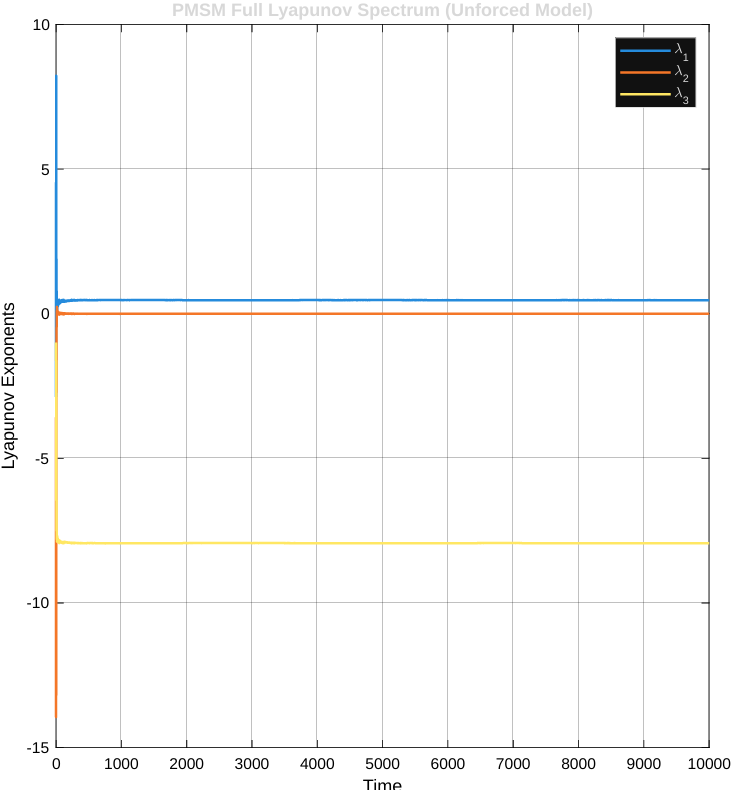 PMSM Full Lyapunov Spectrum (Unforced Model)
10
5
0
-5
-10
-15
Lyapunov Exponents
λ1
λ2
λ3
0 1000 2000 3000 4000 5000 6000 7000 8000 9000 10000
Time